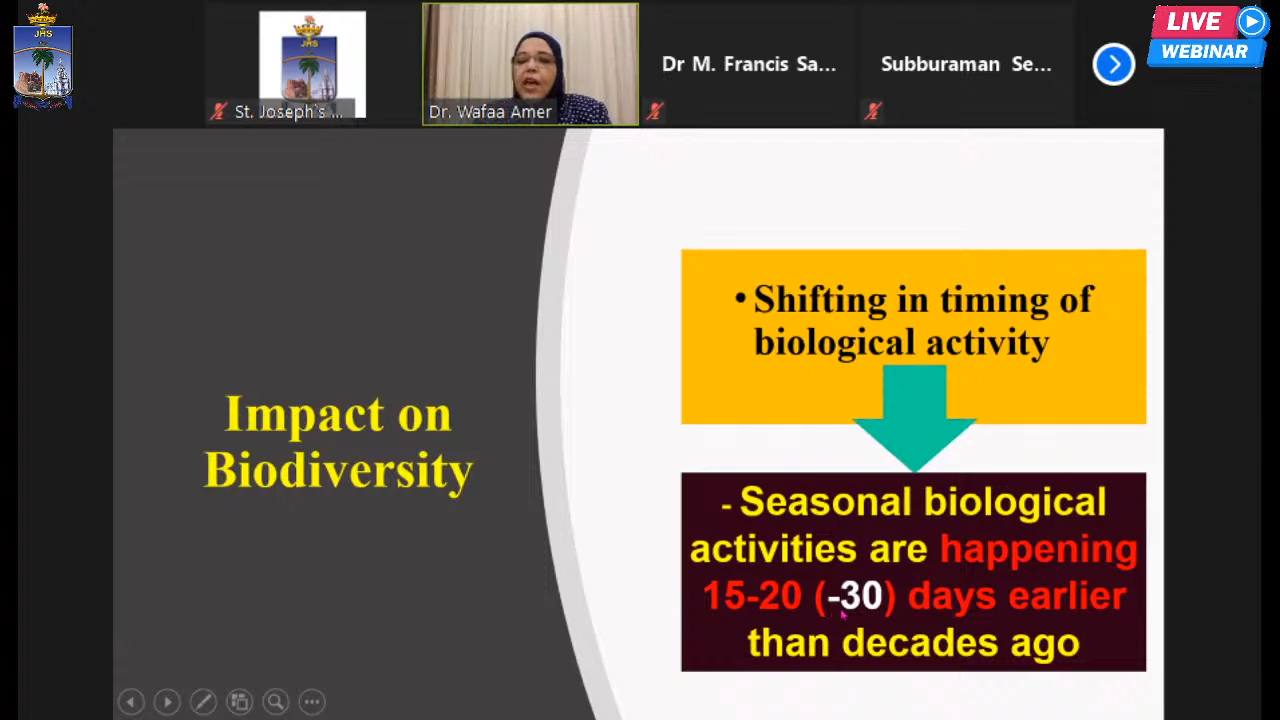 JHS
JHS
St. Joseph's ...
Dr. Wafaa Amer
Dr M. Francis Sa...
Subburaman Se...
LIVE
WEBINAR
Impact on
Biodiversity
• Shifting in timing of
biological activity
- Seasonal biological
activities are happening
15-20 (-30) days earlier
than decades ago